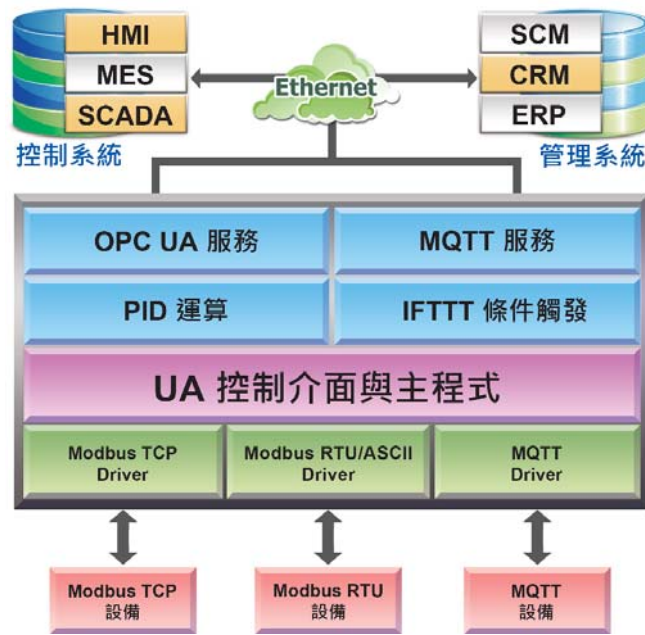 HMI
MES
SCADA
控制系統
Ethernet
SCM
CRM
ERP
管理系統
OPC UA 服務
MQTT 服務
PID 運算
IFTTT 條件觸發
UA 控制介面與主程式
Modbus TCP
Driver
Modbus RTU/ASCII
Driver
MQTT
Driver
Modbus TCP
設備
Modbus RTU
設備
MQTT
設備